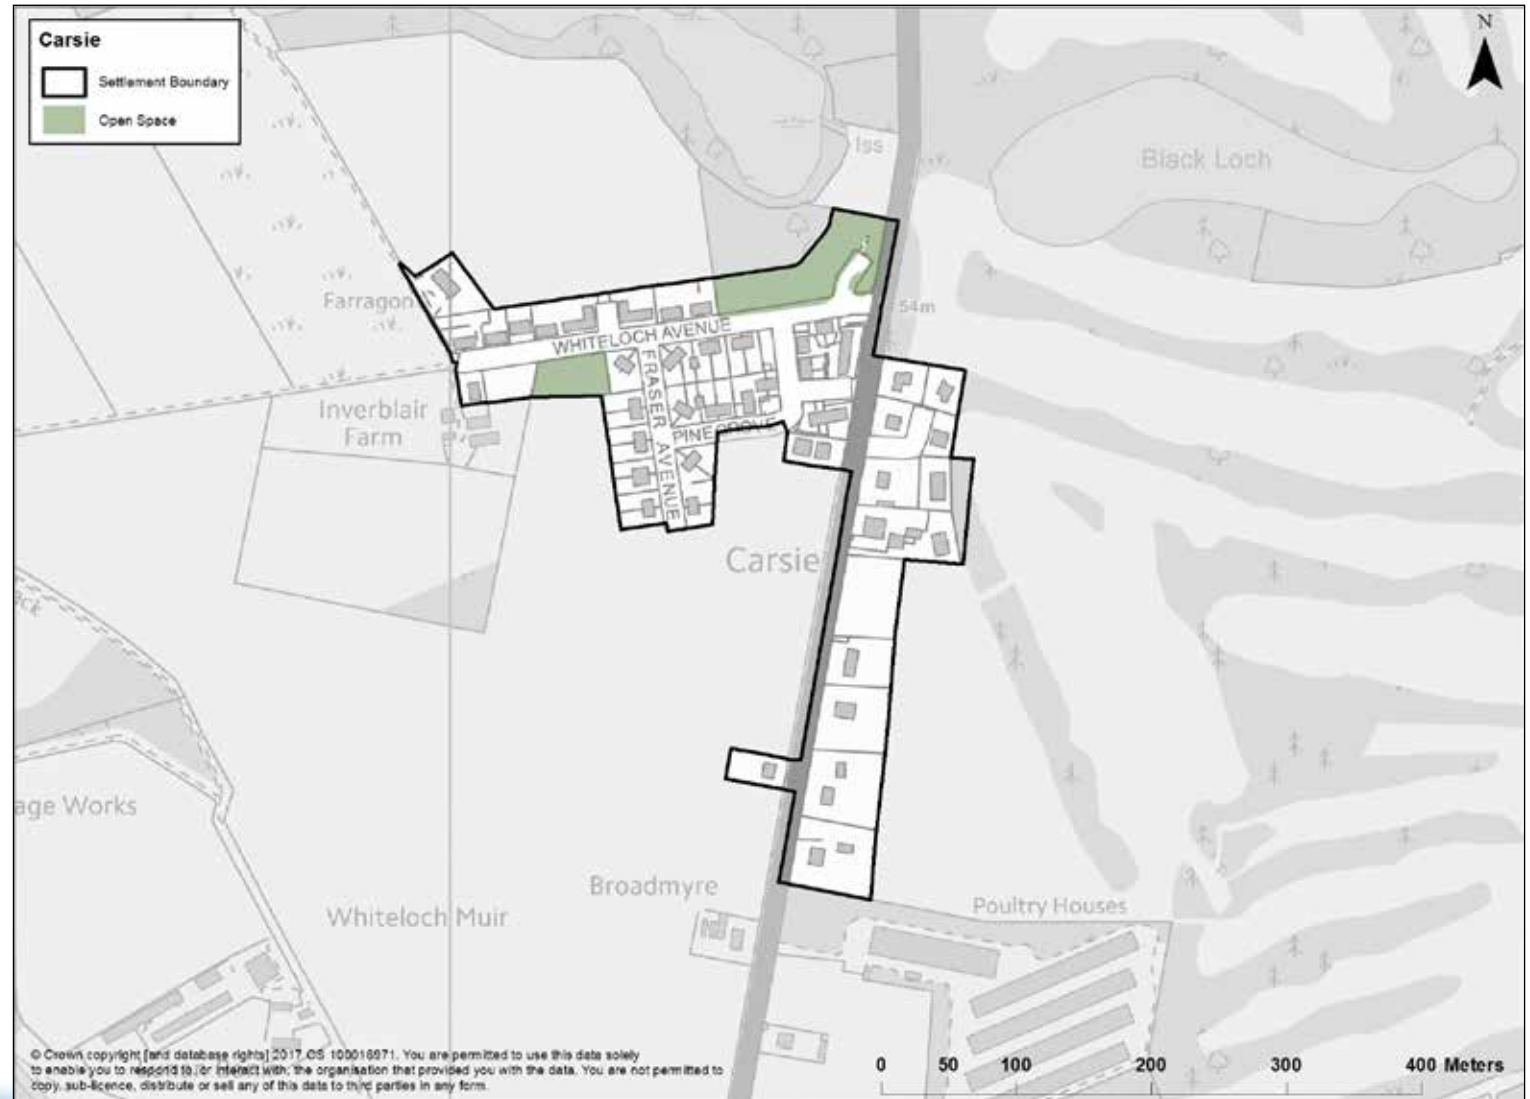 Carsie
Settlement Boundary
Open Space
N
Iss
Black Loch
Farragon
54m
WHITELOCH AVENUE
FRASER AVENUE
Inverblair
Farm
PINE GROVE
Carsie
age Works
Broadmyre
Whiteloch Muir
Poultry Houses
© Crown copyright [and database rights] 2017 OS 100016971. You are permitted to use this data solely
to enable you to respond to, or interact with, the organisation that provided you with the data. You are not permitted to
copy, sub-licence, distribute or sell any of this data to third parties in any form.
0 50 100 200 300 400 Meters